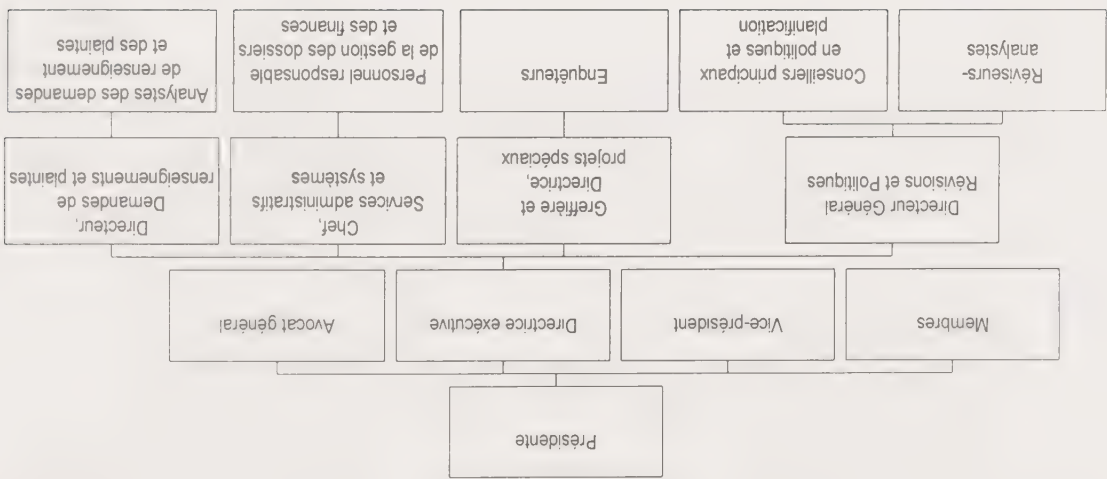 Présidente
Membres
Vice-président
Directrice exécutive
Avocat général
Directeur Général
Révisions et Politiques
Greffière et
Directrice,
projets spéciaux
Chef,
Services administratifs
et systèmes
Directeur,
Demandes de
renseignements et plaintes
Réviseurs-
analystes
Conseillers principaux
en politiques et
planification
Enquêteurs
Personnel responsable
de la gestion des dossiers
et des finances
Analystes des demandes
de renseignement
et des plaintes